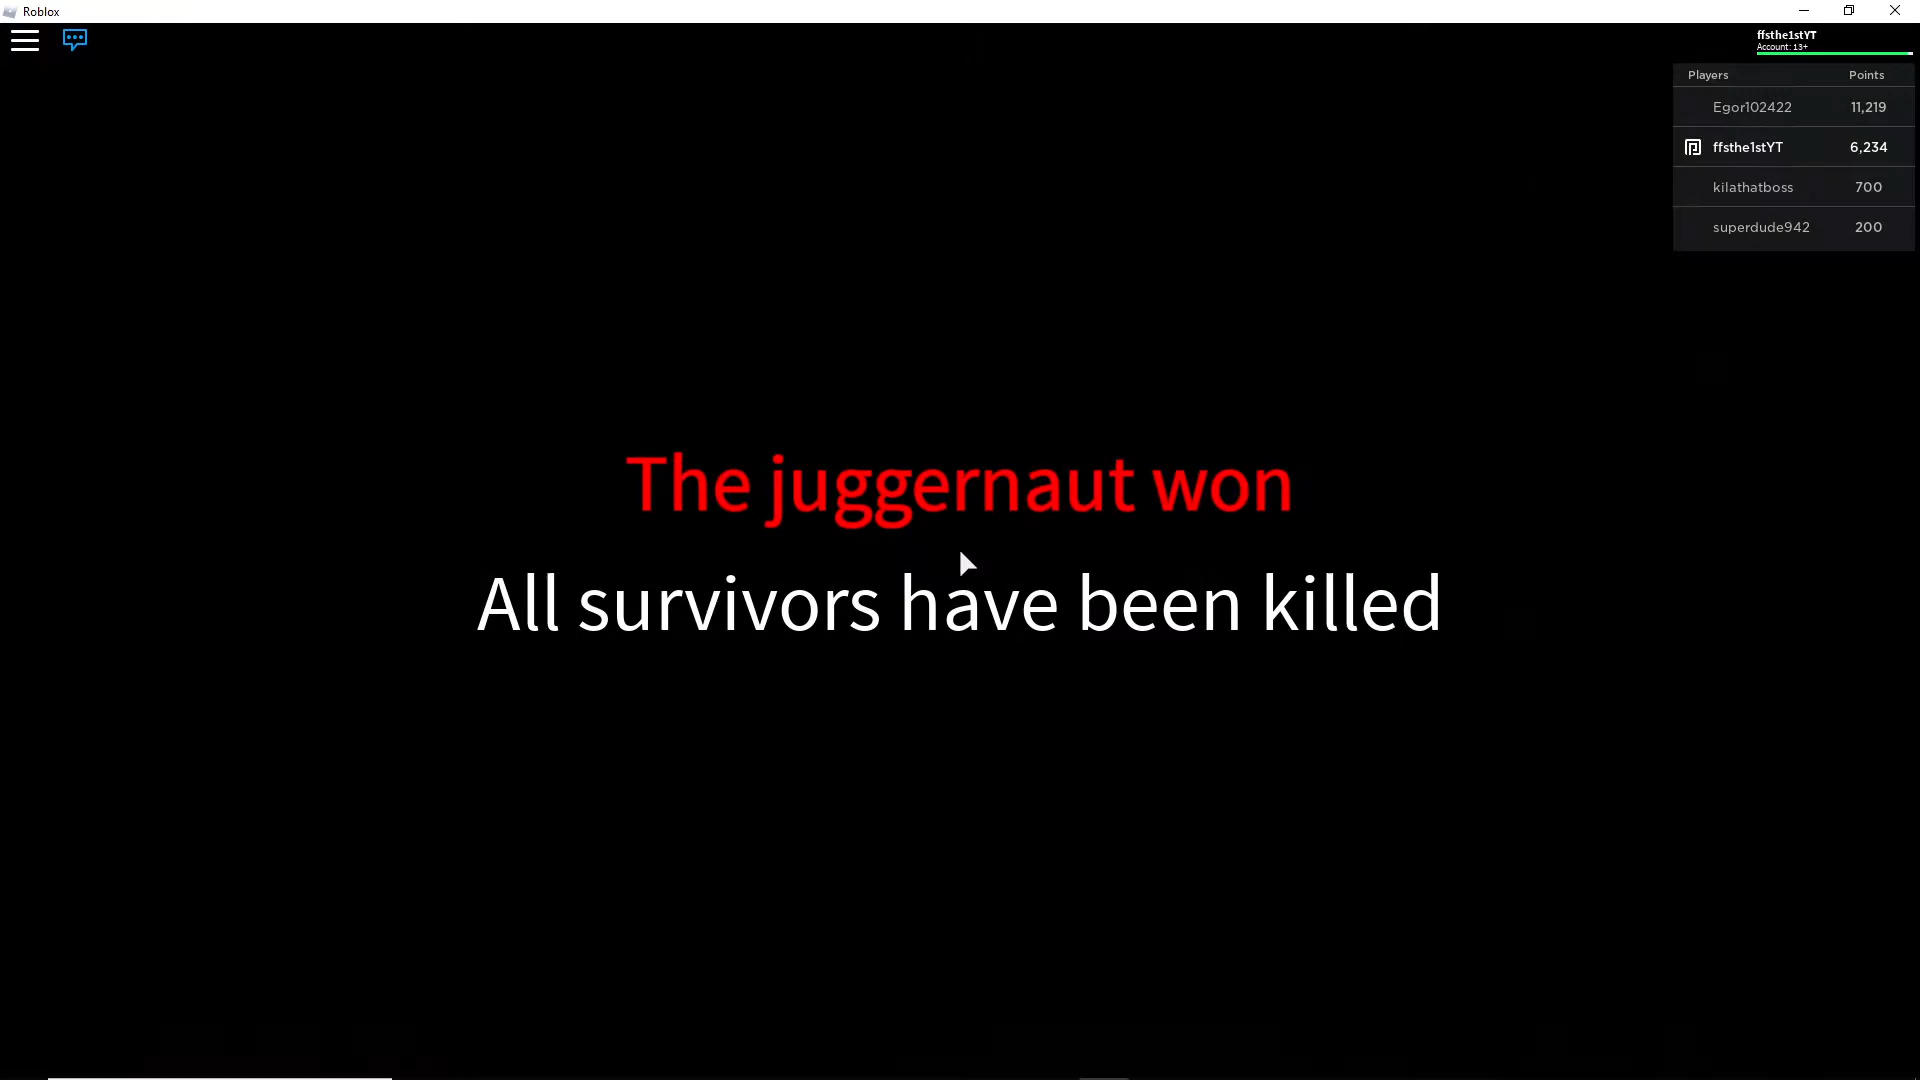 Roblox
ffsthe1stYT
Account: 13+
Players Points
Egor102422 11,219
ffsthe1stYT 6,234
kilathatboss 700
superdude942 200
The juggernaut won
All survivors have been killed